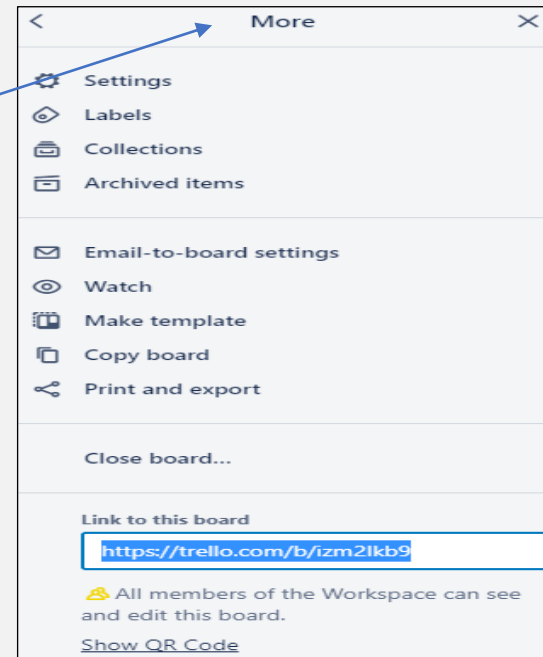 More
Settings
Labels
Collections
Archived items
Email-to-board settings
Watch
Make template
Copy board
Print and export
Close board...
Link to this board
https://trello.com/b/izm2lkb9
All members of the Workspace can see
and edit this board.
Show QR Code